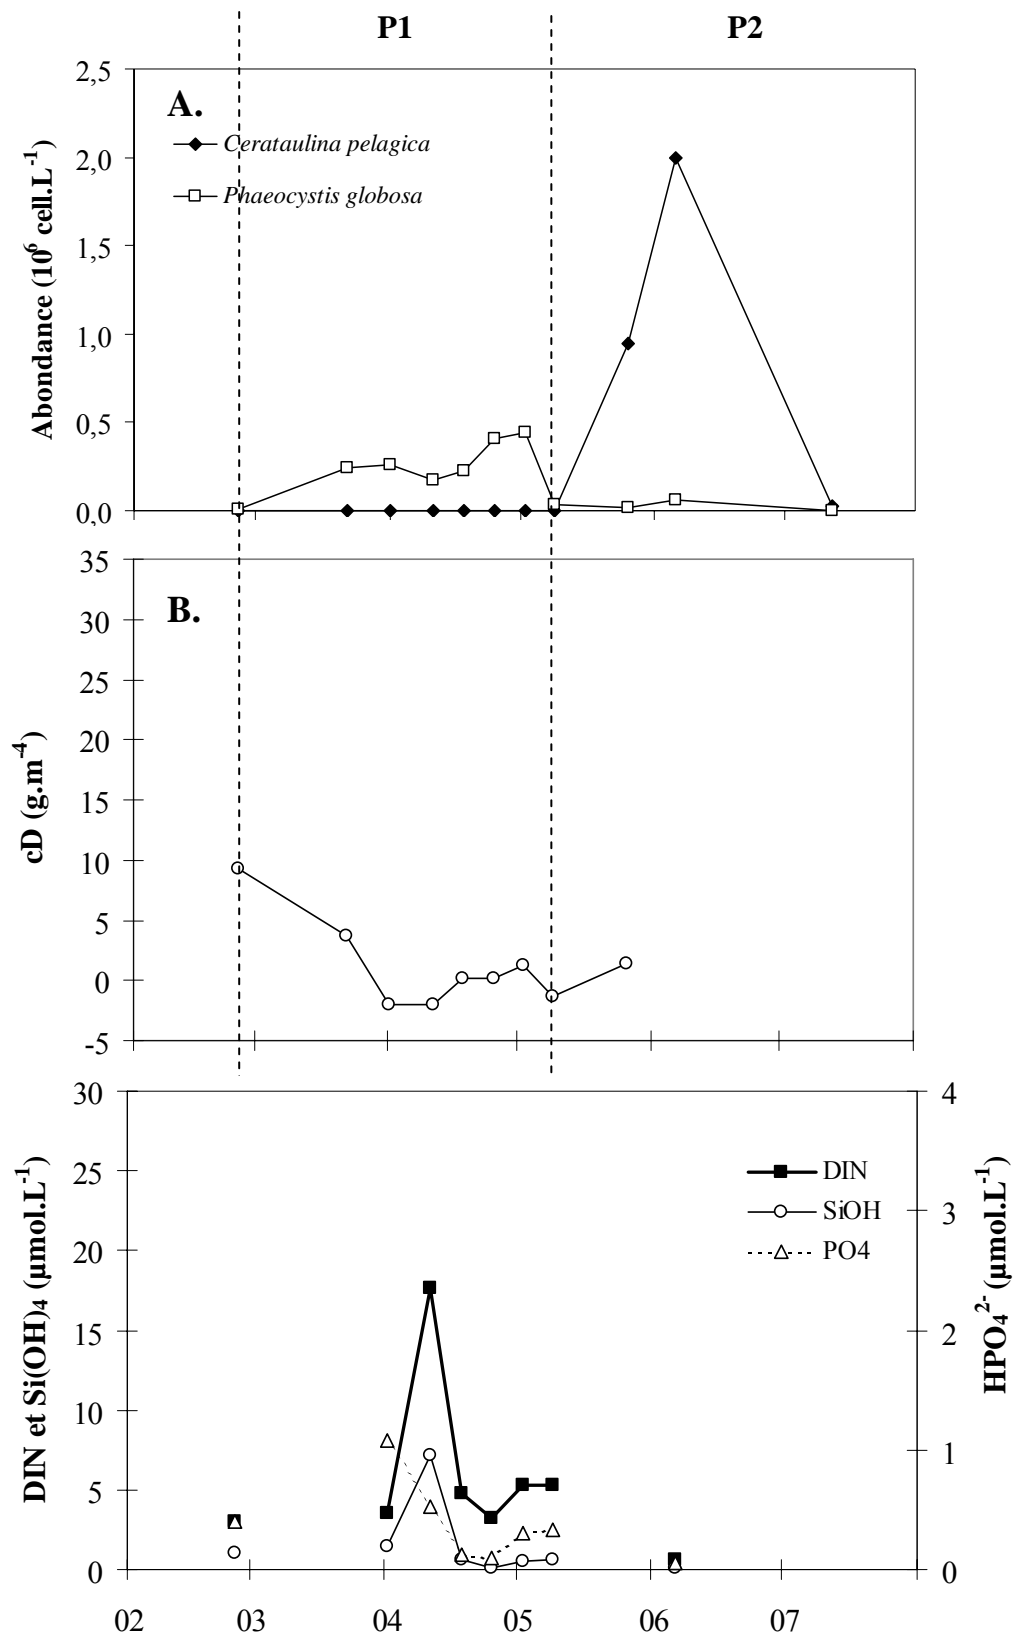 P1 P2
A.
Cerataulina pelagica
Phaeocystis globosa
Abondance (10⁶ cell.L⁻¹)
2,5
2,0
1,5
1,0
0,5
0,0
B.
cD (g.m⁻⁴)
35
30
25
20
15
10
5
0
-5
DIN et Si(OH)₄ (µmol.L⁻¹)
30
25
20
15
10
5
0
DIN
SiOH
PO4
4
3
2
1
0
HPO₄²⁻ (µmol.L⁻¹)
02 03 04 05 06 07